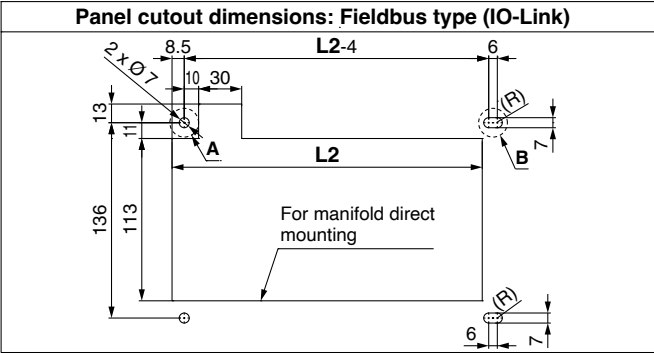 Panel cutout dimensions: Fieldbus type (IO-Link)
8.5 L2-4 6
2 x Ø 7
10 30
(R)
13
11
7
A
B
L2
136
113
For manifold direct
mounting
(R)
6
7